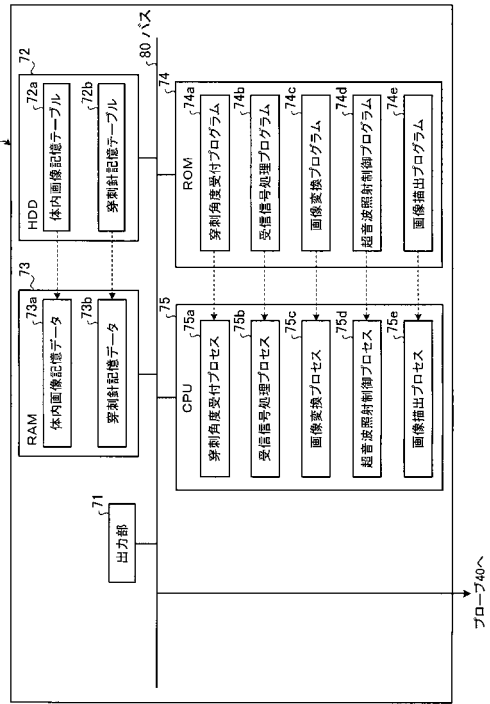 72
HDD
72a
体内画像記憶テーブル
72b
穿刺針記憶テーブル
73
RAM
73a
体内画像記憶データ
73b
穿刺針記憶データ
71
出力部
80 バス
74
ROM
74a
穿刺角度受付プログラム
74b
受信信号処理プログラム
74c
画像変換プログラム
74d
超音波照射制御プログラム
74e
画像描出プログラム
75
CPU
75a
穿刺角度受付プロセス
75b
受信信号処理プロセス
75c
画像変換プロセス
75d
超音波照射制御プロセス
75e
画像描出プロセス
プローブ40へ